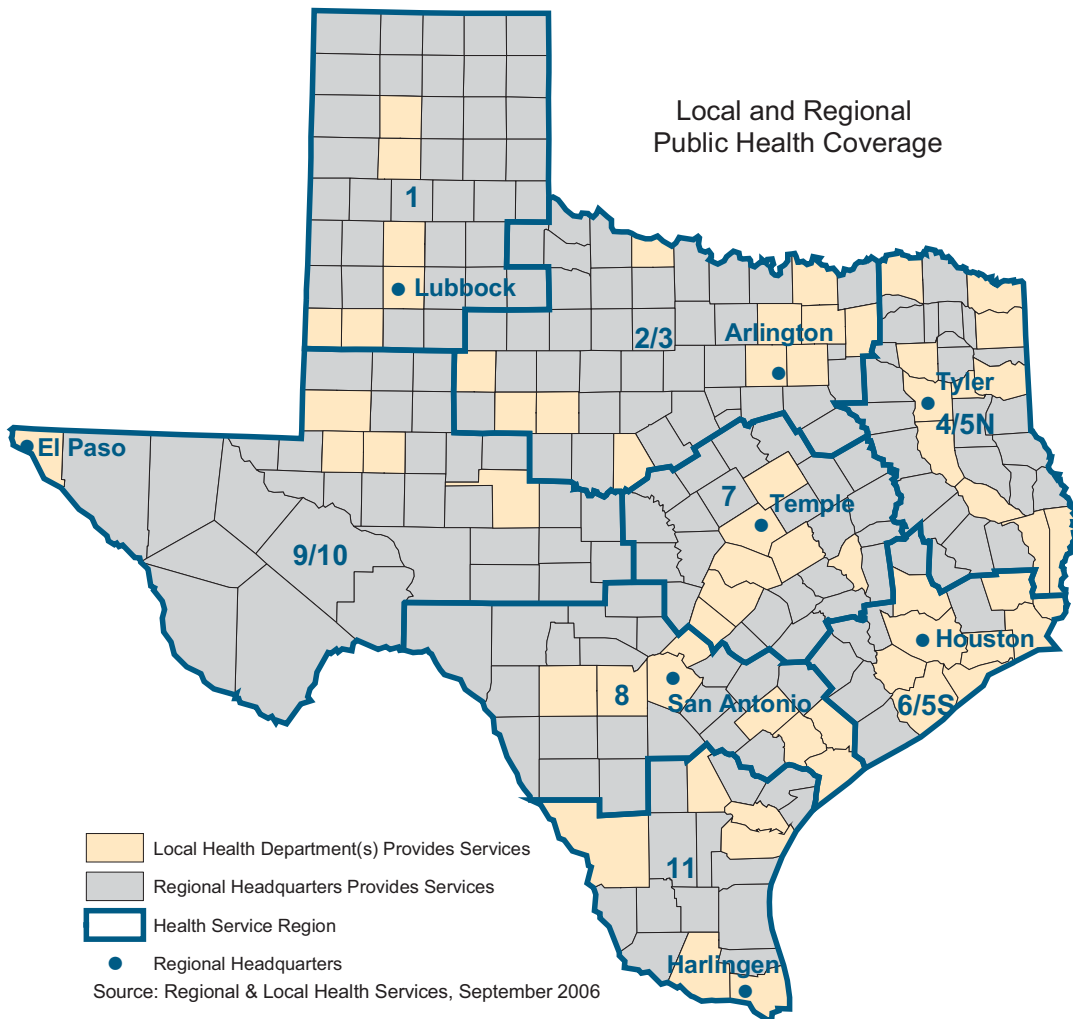 Local and Regional
Public Health Coverage
1
Lubbock
2/3
Arlington
Tyler
4/5N
El Paso
7
Temple
9/10
Houston
8
San Antonio
6/5S
11
Harlingen
Local Health Department(s) Provides Services
Regional Headquarters Provides Services
Health Service Region
Regional Headquarters
Source: Regional & Local Health Services, September 2006